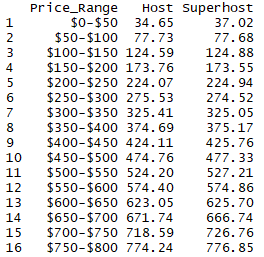 Price_Range Host Superhost
1 $0-$50 34.65 37.02
2 $50-$100 77.73 77.68
3 $100-$150 124.59 124.88
4 $150-$200 173.76 173.55
5 $200-$250 224.07 224.94
6 $250-$300 275.53 274.52
7 $300-$350 325.41 325.05
8 $350-$400 374.69 375.17
9 $400-$450 424.11 425.76
10 $450-$500 474.76 477.33
11 $500-$550 524.20 527.21
12 $550-$600 574.40 574.86
13 $600-$650 623.05 625.70
14 $650-$700 671.74 666.74
15 $700-$750 718.59 726.76
16 $750-$800 774.24 776.85